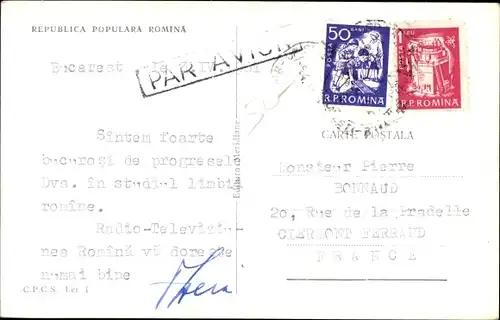 REPUBLICA POPULARA ROMINA
PAR AVION
50 BANI
POSTA
R.P.ROMINA
1 LEU
POSTA
R.P.ROMINA
Bucarest
CARTE POSTALA
Sîntem foarte
bucuroşi de progresele
Dvs. în studiul limbii
romîne.
Radio-Televiziu-
nea Romînă vă doreşte
numai bine
C.P.C.S.
Monsieur Pierre
BONNAUD
20, Rue de la Pradelle
CLERMONT FERRAND
FRANCE